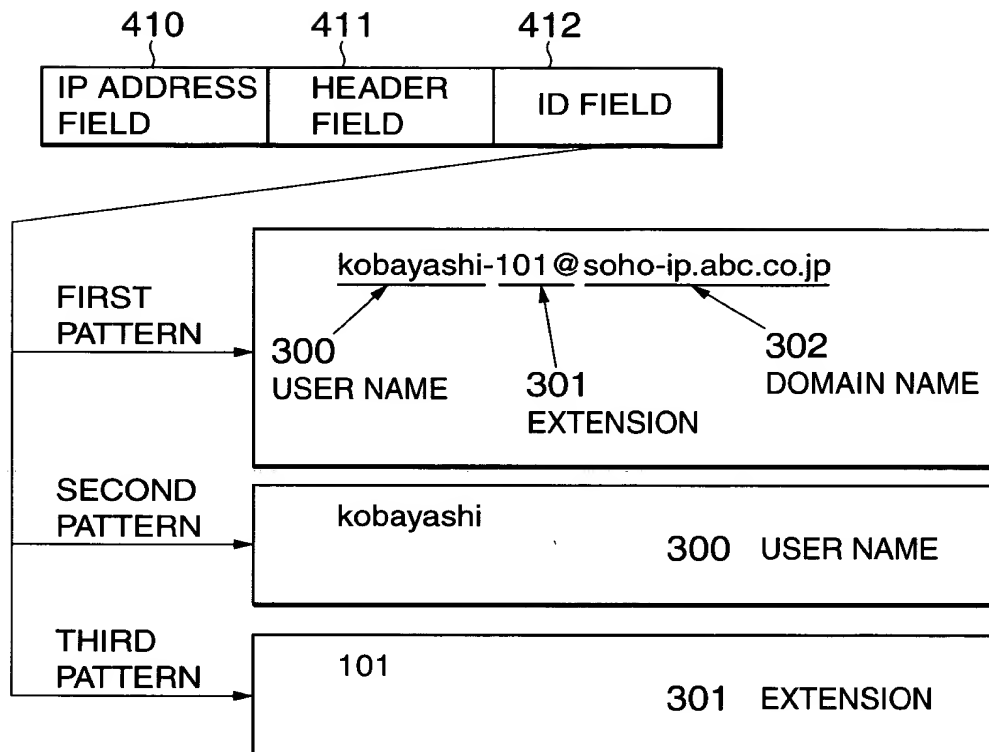 410 411 412
IP ADDRESS FIELD HEADER FIELD ID FIELD
kobayashi-101@soho-ip.abc.co.jp
FIRST PATTERN
300 USER NAME
301 EXTENSION
302 DOMAIN NAME
SECOND PATTERN
kobayashi
300 USER NAME
THIRD PATTERN
101
301 EXTENSION